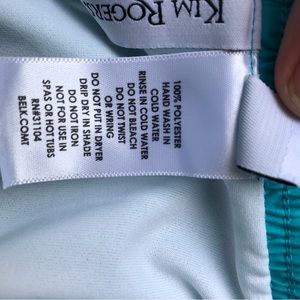 KIM ROGERS
100% POLYESTER
HAND WASH IN
COLD WATER
RINSE IN COLD WATER
DO NOT BLEACH
DO NOT TWIST
OR WRING
DO NOT PUT IN DRYER
DRIP DRY IN SHADE
DO NOT IRON
NOT FOR USE IN
SPAS OR HOT TUBS
RN#31104
BELK.COM